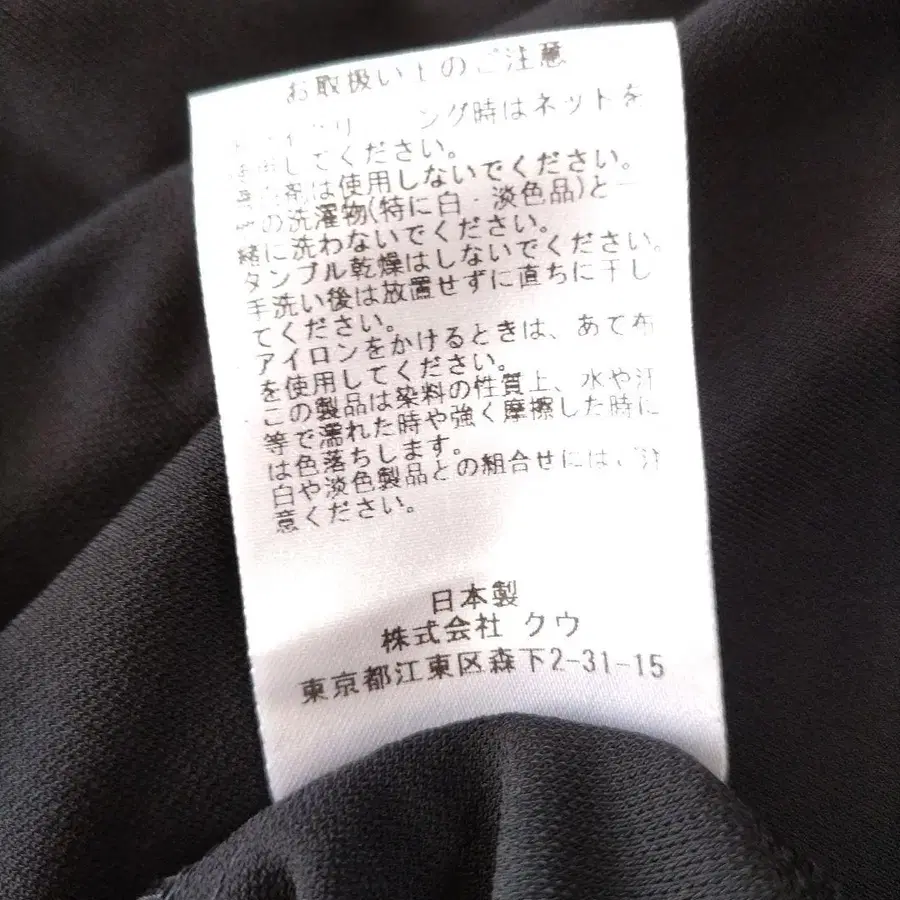 お取扱い上のご注意
リーング時はネットを
してください。
剤は使用しないでください。
の洗濯物(特に白・淡色品)と一
緒に洗わないでください。
タンブル乾燥はしないでください。
手洗い後は放置せずに直ちに干し
てください。
アイロンをかけるときは、あて布
を使用してください。
この製品は染料の性質上、水や汗
等で濡れた時や強く摩擦した時に
は色落ちします。
白や淡色製品との組合せには、
意ください。
日本製
株式会社 クウ
東京都江東区森下2-31-15